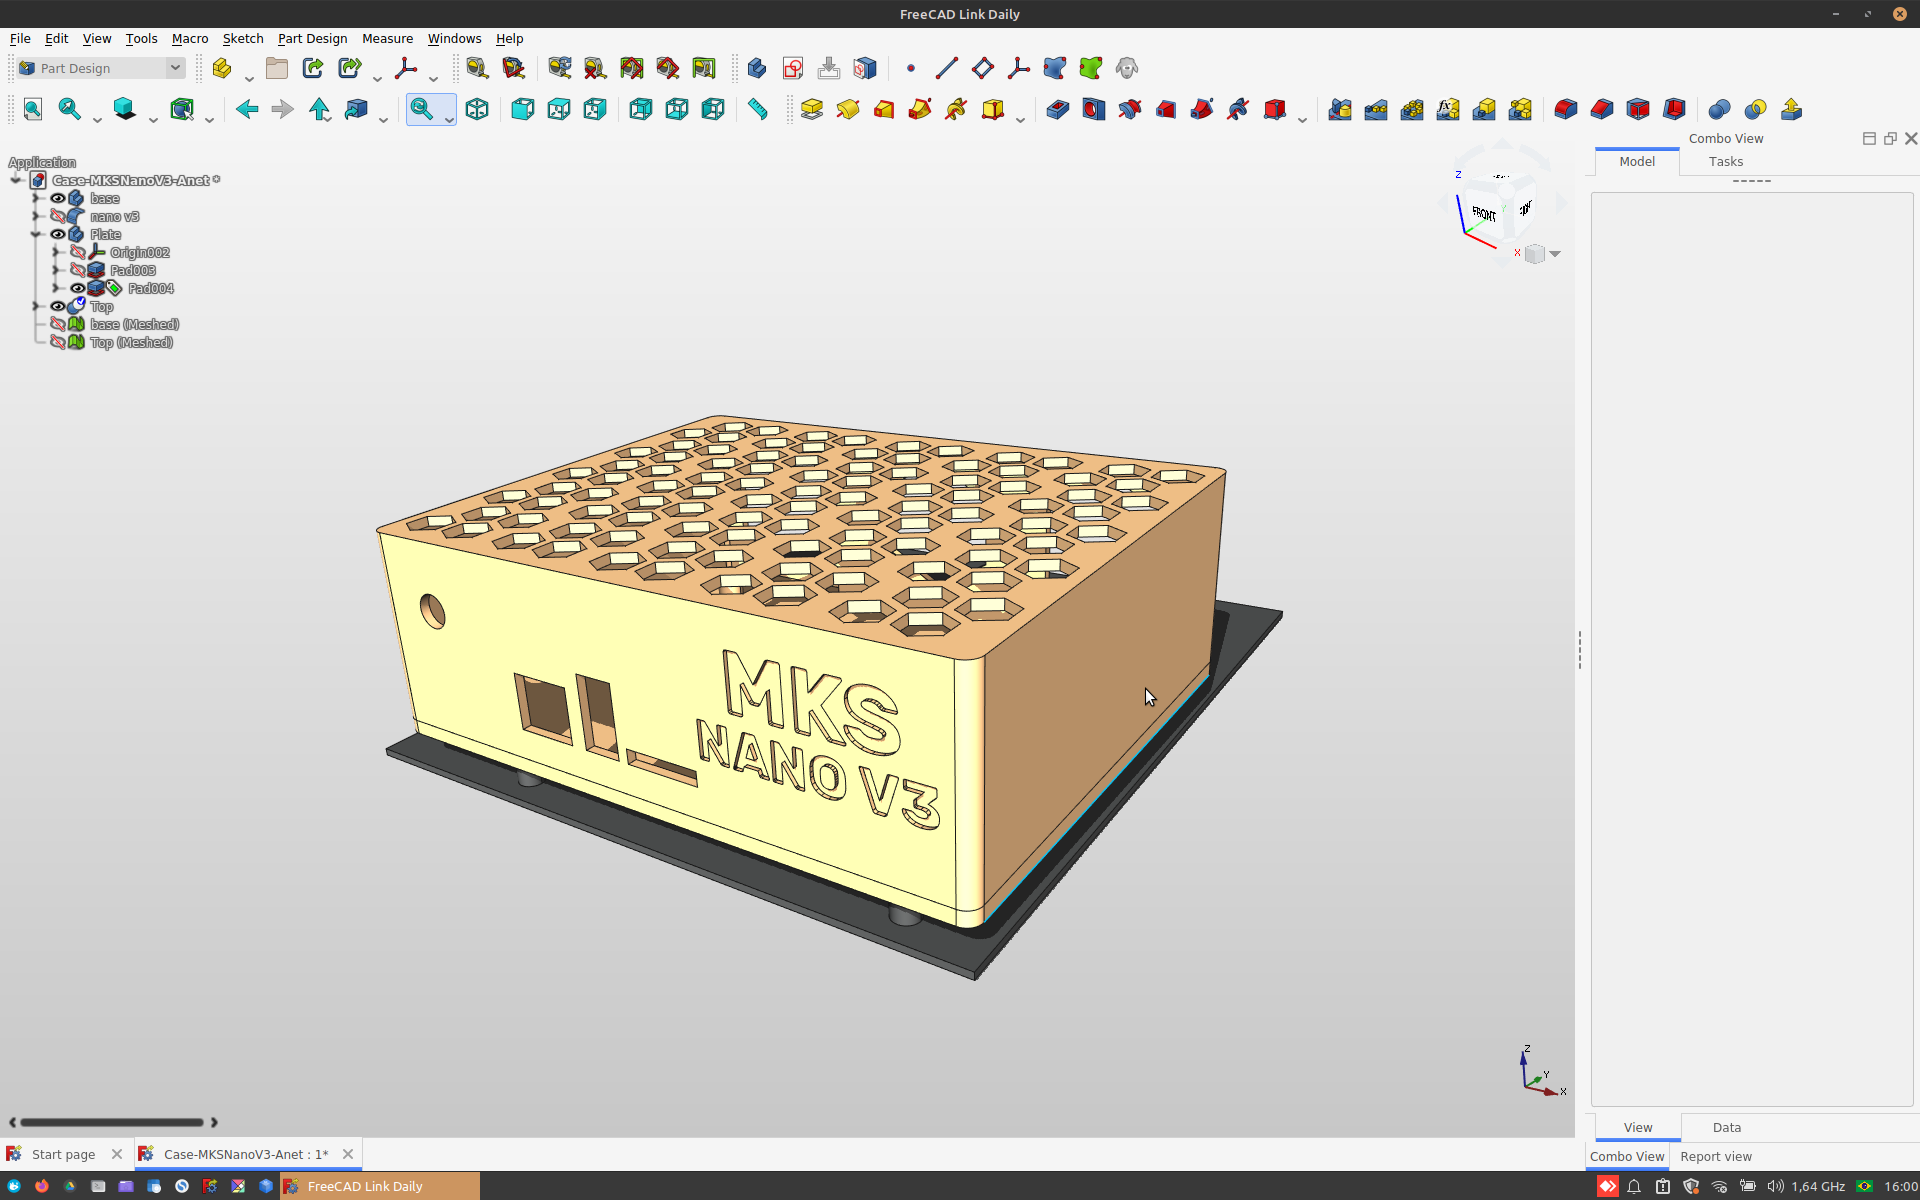 FreeCAD Link Daily
File Edit View Tools Macro Sketch Part Design Measure Windows Help
Part Design
Combo View
Model Tasks
Application
Case-MKSNanoV3-Anet *
base
nano v3
Plate
Origin002
Pad003
Pad004
Top
base (Meshed)
Top (Meshed)
Z
FRONT
X
MKS
NANO V3
Z
Y
X
View Data
Start page Case-MKSNanoV3-Anet : 1*
Combo View Report view
FreeCAD Link Daily 1,64 GHz 16:00